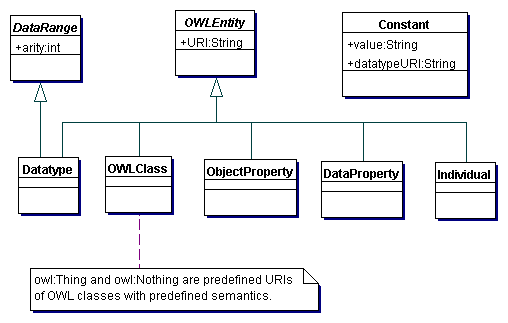 DataRange
+arity:int
OWLEntity
+URI:String
Constant
+value:String
+datatypeURI:String
Datatype
OWLClass
ObjectProperty
DataProperty
Individual
owl:Thing and owl:Nothing are predefined URIs
of OWL classes with predefined semantics.